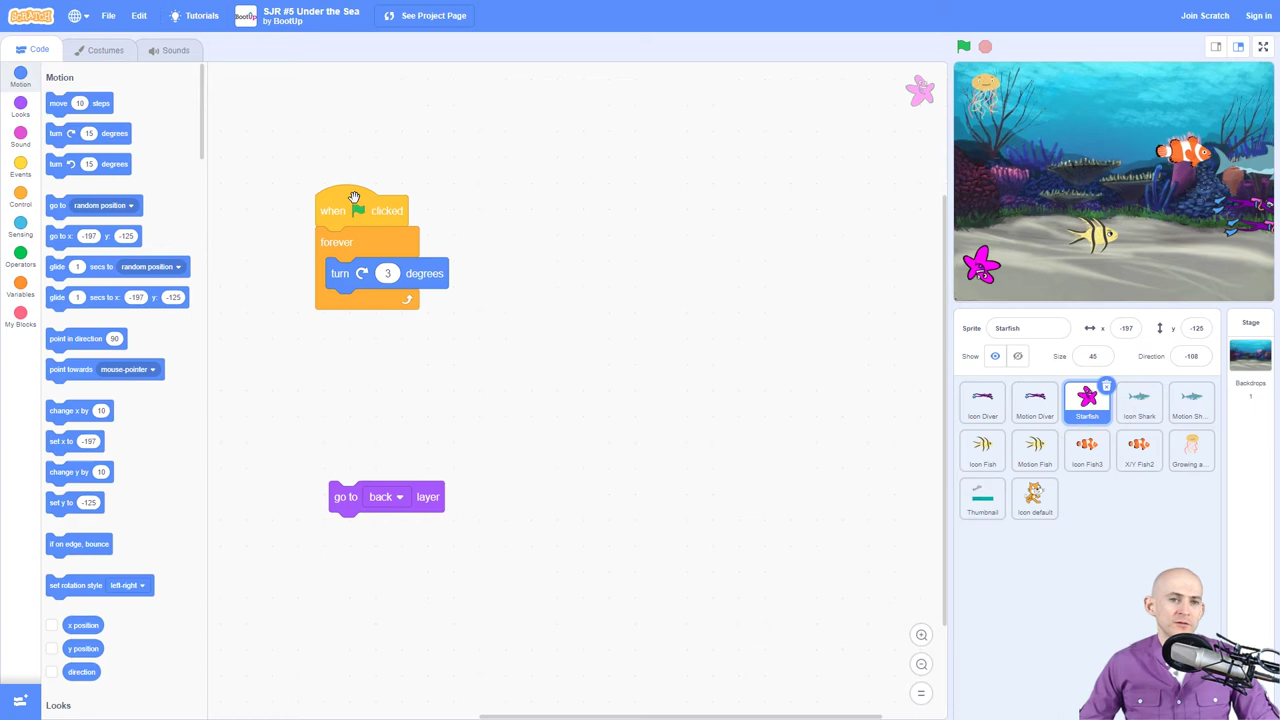 SCRATCH
File
Edit
Tutorials
BootUp
SJR #5 Under the Sea
by BootUp
See Project Page
Join Scratch
Sign in
Code
Costumes
Sounds
Motion
Looks
Sound
Events
Control
Sensing
Operators
Variables
My Blocks
Motion
move 10 steps
turn 15 degrees
turn 15 degrees
go to random position
go to x: -197 y: -125
glide 1 secs to random position
glide 1 secs to x: -197 y: -125
point in direction 90
point towards mouse-pointer
change x by 10
set x to -197
change y by 10
set y to -125
if on edge, bounce
set rotation style left-right
x position
y position
direction
Looks
when clicked
forever
turn 3 degrees
go to back layer
Sprite Starfish x -197 y -125
Show Size 45 Direction -108
Icon Diver
Motion Diver
Starfish
Icon Shark
Motion Sh...
Icon Fish
Motion Fish
Icon Fish3
X/Y Fish2
Growing a...
Thumbnail
Icon default
Stage
Backdrops
1